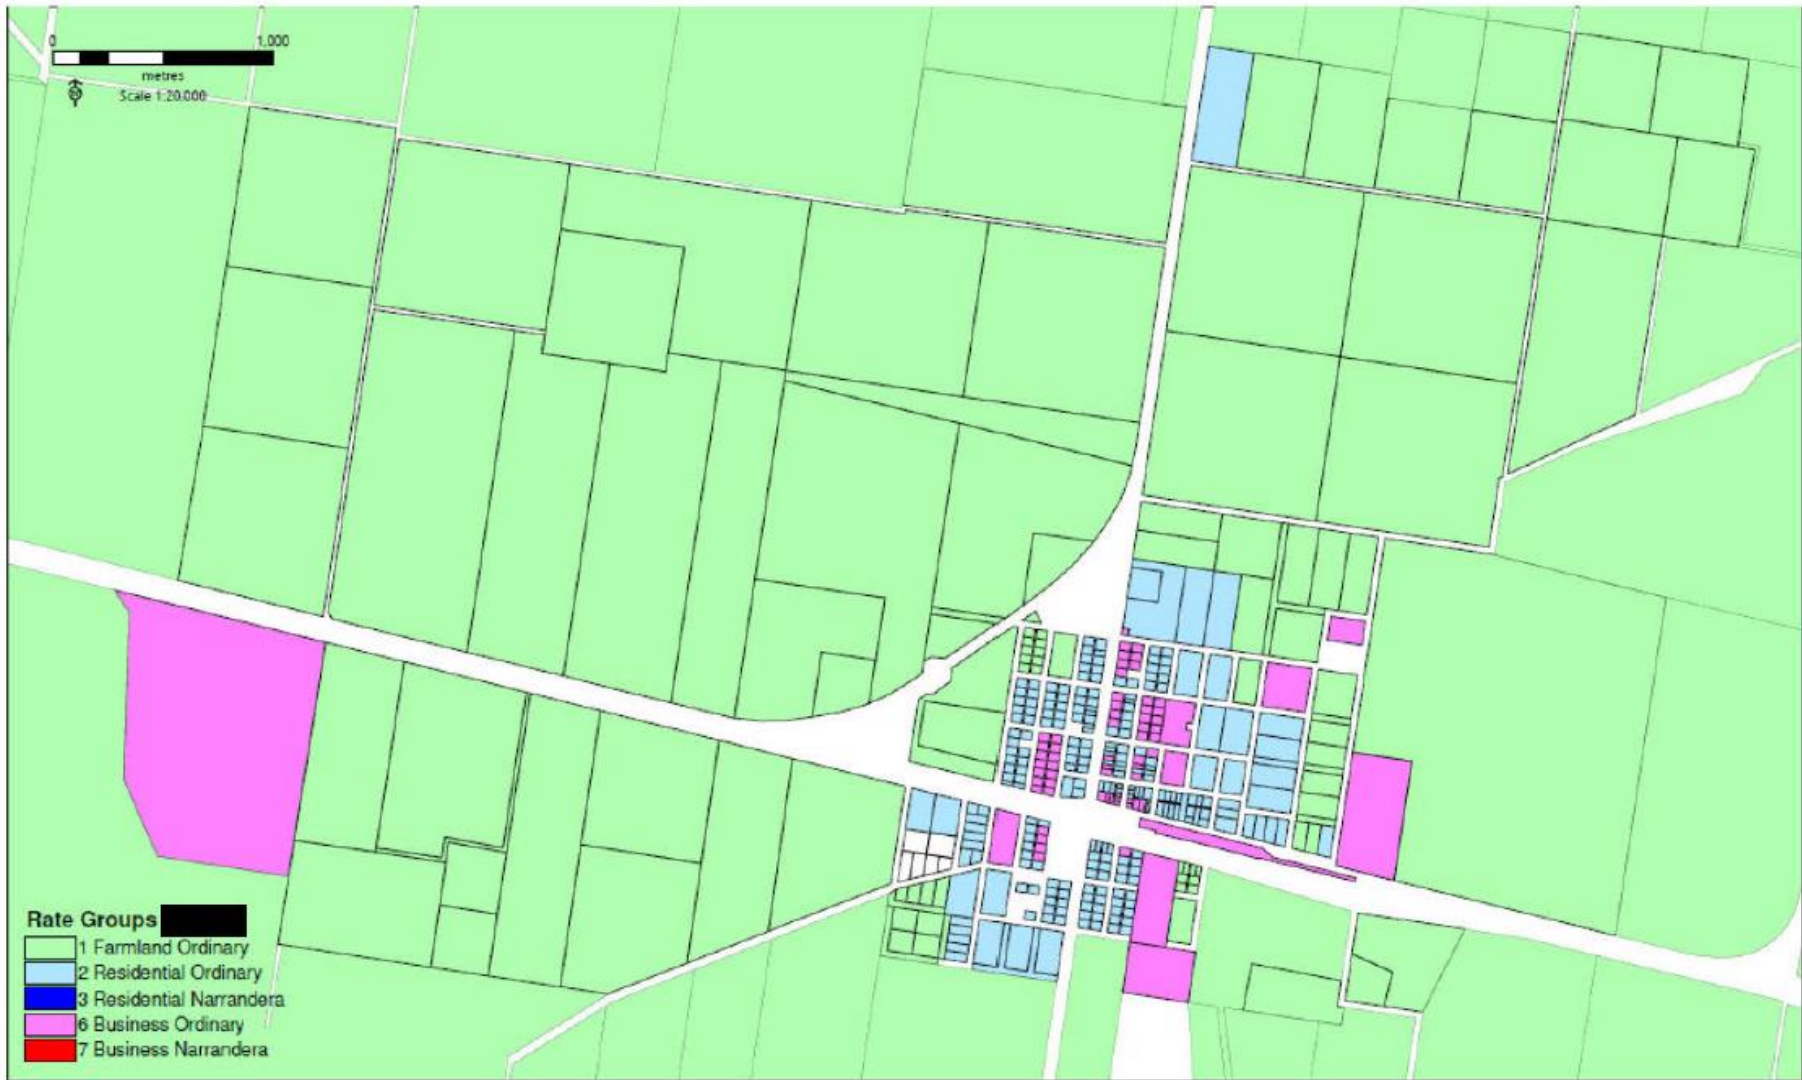 0 1,000
metres
Scale 1:20,000
Rate Groups
1 Farmland Ordinary
2 Residential Ordinary
3 Residential Narrandera
6 Business Ordinary
7 Business Narrandera